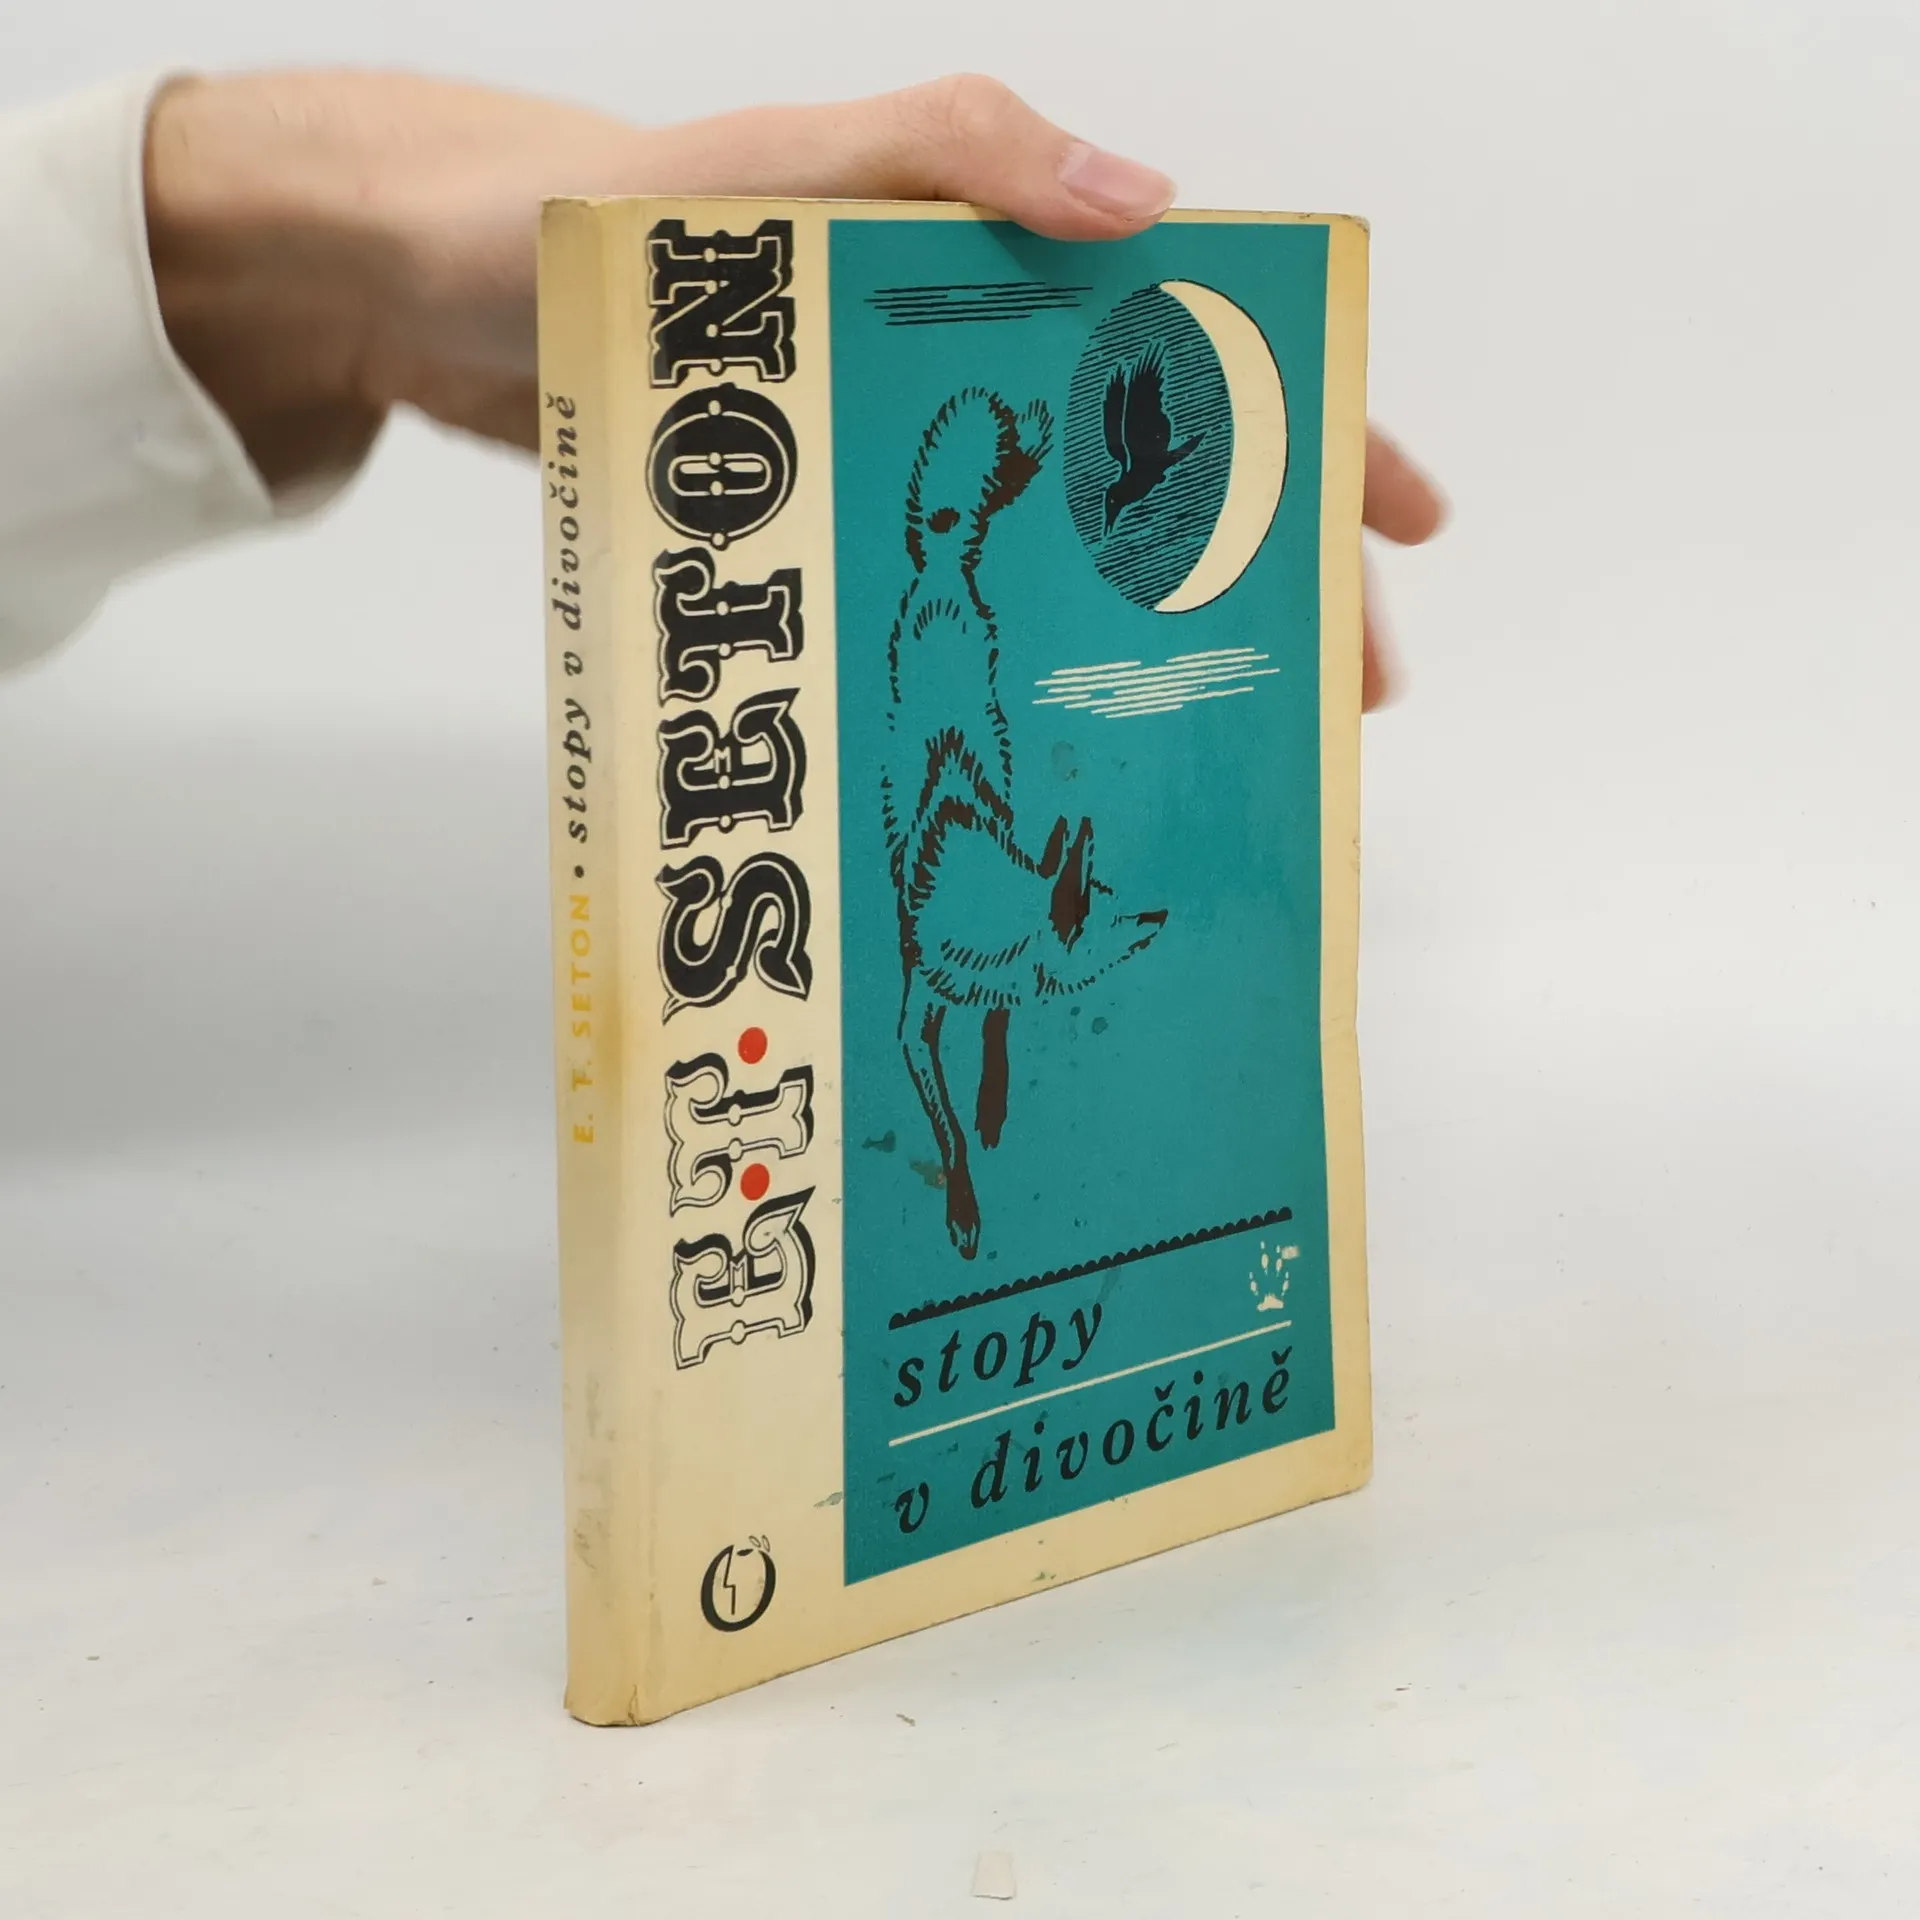 E. T. SETON • stopy v divočině
E•T•SETON
stopy
v divočině